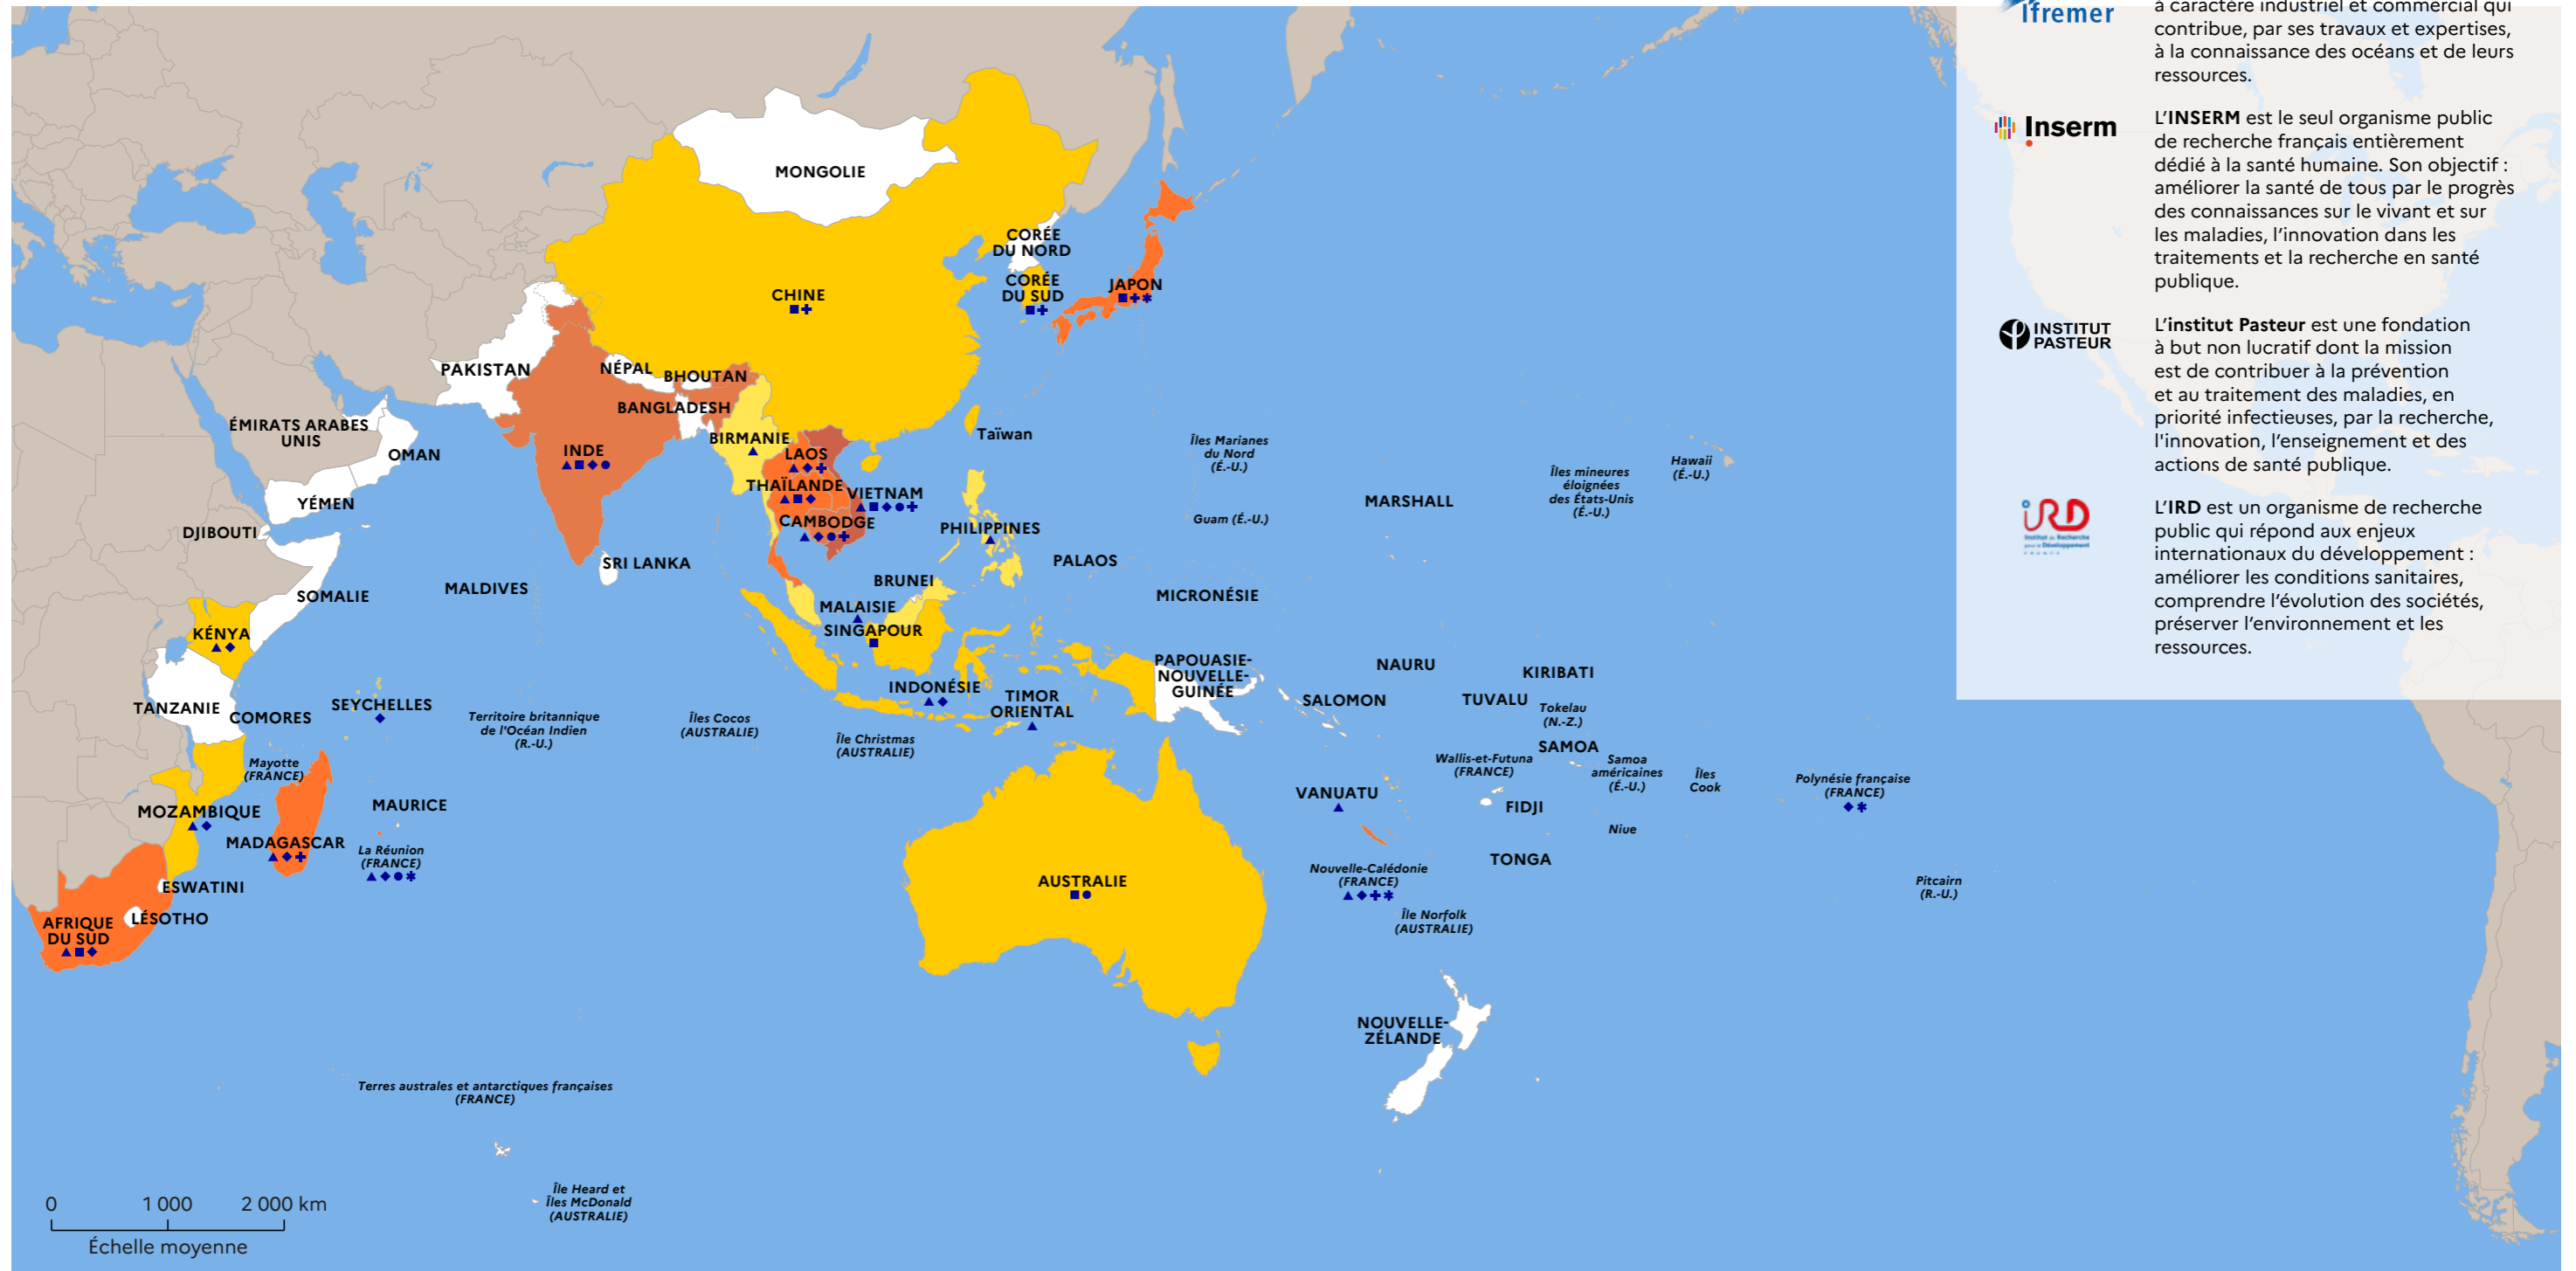 MONGOLIE
CORÉE
DU NORD
CORÉE
DU SUD
JAPON
CHINE
PAKISTAN
NÉPAL
BHOUTAN
BANGLADESH
ÉMIRATS ARABES
UNIS
OMAN
INDE
BIRMANIE
LAOS
Taïwan
THAÏLANDE
VIETNAM
YÉMEN
DJIBOUTI
CAMBODGE
PHILIPPINES
Îles Marianes
du Nord
(É.-U.)
Guam (É.-U.)
MARSHALL
Îles mineures
éloignées
des États-Unis
(É.-U.)
Hawaii
(É.-U.)
SRI LANKA
PALAOS
SOMALIE
MALDIVES
BRUNEI
MICRONÉSIE
MALAISIE
SINGAPOUR
KÉNYA
TANZANIE
COMORES
SEYCHELLES
Territoire britannique
de l'Océan Indien
(R.-U.)
Îles Cocos
(AUSTRALIE)
Île Christmas
(AUSTRALIE)
INDONÉSIE
TIMOR
ORIENTAL
PAPOUASIE-
NOUVELLE-
GUINÉE
NAURU
KIRIBATI
SALOMON
TUVALU
Tokelau
(N.-Z.)
SAMOA
Wallis-et-Futuna
(FRANCE)
Samoa
américaines
(É.-U.)
Îles
Cook
Polynésie française
(FRANCE)
Mayotte
(FRANCE)
MOZAMBIQUE
MAURICE
MADAGASCAR
La Réunion
(FRANCE)
VANUATU
FIDJI
Niue
TONGA
Nouvelle-Calédonie
(FRANCE)
Pitcairn
(R.-U.)
Île Norfolk
(AUSTRALIE)
AUSTRALIE
ESWATINI
LÉSOTHO
AFRIQUE
DU SUD
NOUVELLE-
ZÉLANDE
Terres australes et antarctiques françaises
(FRANCE)
Île Heard et
Îles McDonald
(AUSTRALIE)
0 1 000 2 000 km
Échelle moyenne
Ifremer
à caractère industriel et commercial qui
contribue, par ses travaux et expertises,
à la connaissance des océans et de leurs
ressources.
Inserm
L'INSERM est le seul organisme public
de recherche français entièrement
dédié à la santé humaine. Son objectif :
améliorer la santé de tous par le progrès
des connaissances sur le vivant et sur
les maladies, l'innovation dans les
traitements et la recherche en santé
publique.
INSTITUT
PASTEUR
L'institut Pasteur est une fondation
à but non lucratif dont la mission
est de contribuer à la prévention
et au traitement des maladies, en
priorité infectieuses, par la recherche,
l'innovation, l'enseignement et des
actions de santé publique.
IRD
Institut de Recherche
pour le Développement
FRANCE
L'IRD est un organisme de recherche
public qui répond aux enjeux
internationaux du développement :
améliorer les conditions sanitaires,
comprendre l'évolution des sociétés,
préserver l'environnement et les
ressources.